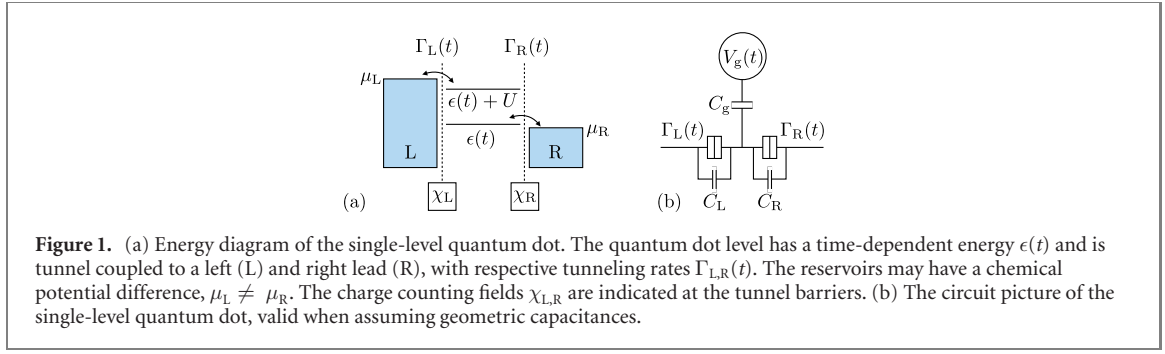 Γ_L(t) Γ_R(t)
μ_L
ϵ(t) + U
ϵ(t)
μ_R
L R
χ_L χ_R
(a)
V_g(t)
C_g
Γ_L(t) Γ_R(t)
C_L C_R
(b)
Figure 1. (a) Energy diagram of the single-level quantum dot. The quantum dot level has a time-dependent energy ϵ(t) and is
tunnel coupled to a left (L) and right lead (R), with respective tunneling rates Γ_L,R(t). The reservoirs may have a chemical
potential difference, μ_L ≠ μ_R. The charge counting fields χ_L,R are indicated at the tunnel barriers. (b) The circuit picture of the
single-level quantum dot, valid when assuming geometric capacitances.